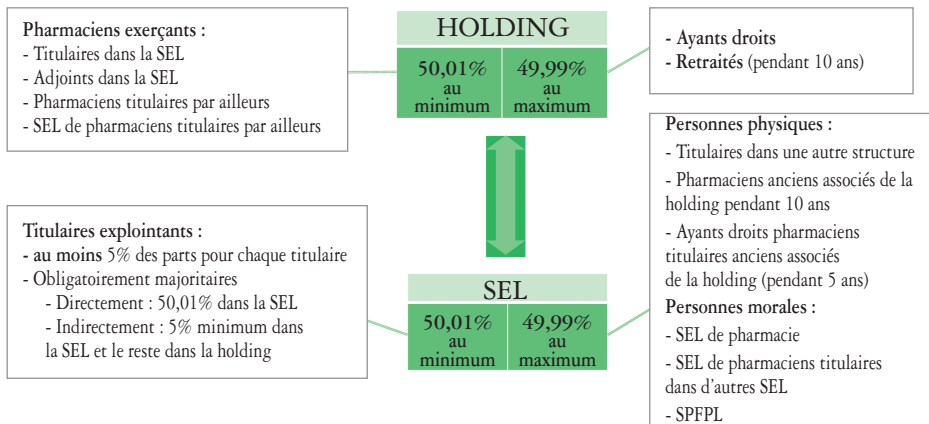 Pharmaciens exerçants :
- Titulaires dans la SEL
- Adjoints dans la SEL
- Pharmaciens titulaires par ailleurs
- SEL de pharmaciens titulaires par ailleurs
HOLDING
50,01%
au
minimum
49,99%
au
maximum
- Ayants droits
- Retraités (pendant 10 ans)
Titulaires exploitants :
- au moins 5% des parts pour chaque titulaire
- Obligatoirement majoritaires
- Directement : 50,01% dans la SEL
- Indirectement : 5% minimum dans
la SEL et le reste dans la holding
SEL
50,01%
au
minimum
49,99%
au
maximum
Personnes physiques :
- Titulaires dans une autre structure
- Pharmaciens anciens associés de la
holding pendant 10 ans
- Ayants droits pharmaciens
titulaires anciens associés
de la holding (pendant 5 ans)
Personnes morales :
- SEL de pharmacie
- SEL de pharmaciens titulaires
dans d'autres SEL
- SPFPL